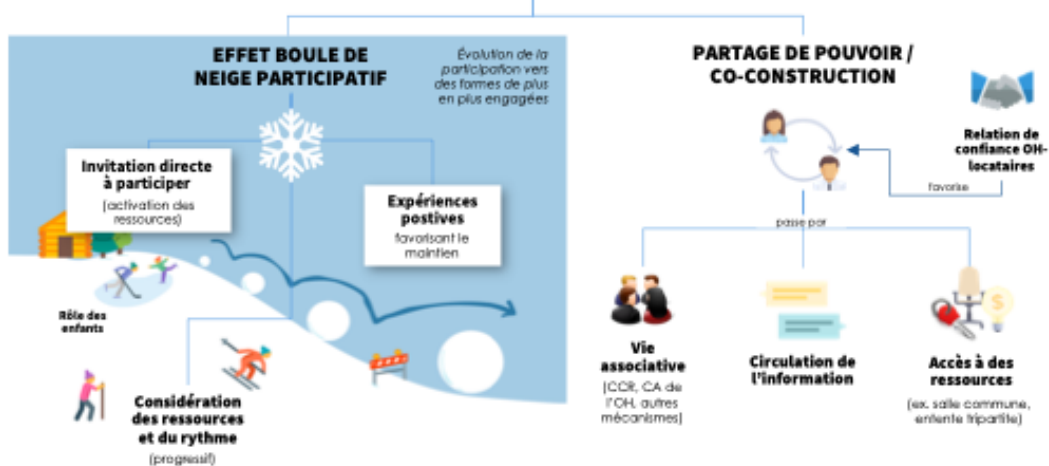 EFFET BOULE DE
NEIGE PARTICIPATIF
Évolution de la
participation vers
des formes de plus
en plus engagées
Invitation directe
à participer
(activation des
ressources)
Expériences
postives
favorisant le
maintien
Rôle des
enfants
Considération
des ressources
et du rythme
(progressif)
PARTAGE DE POUVOIR /
CO-CONSTRUCTION
Relation de
confiance OH-
locataires
favorise
passe par
Vie
associative
(CCR, CA de
l'OH, autres
mécanismes)
Circulation de
l'information
Accès à des
ressources
(ex. salle commune,
entente tripartite)